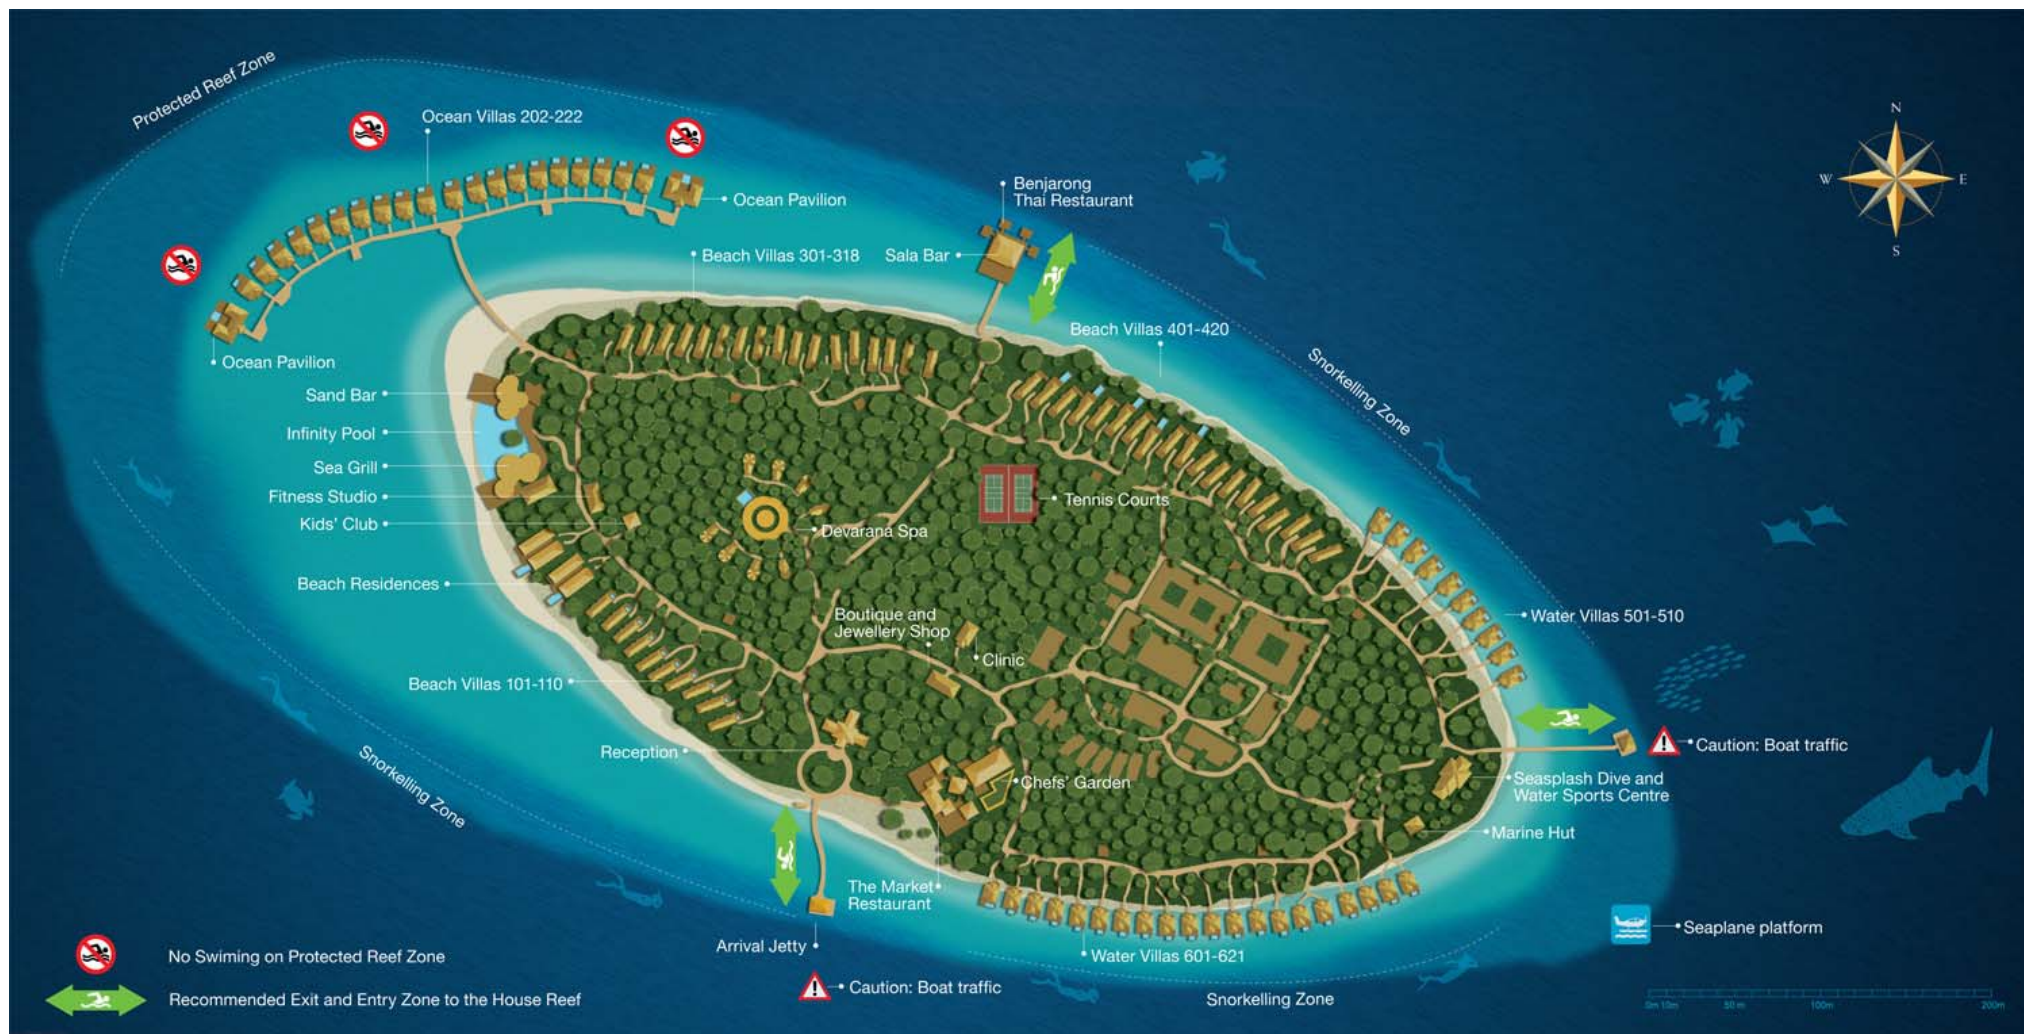 Protected Reef Zone
Ocean Villas 202-222
Ocean Pavilion
Benjarong
Thai Restaurant
N
W
E
S
Beach Villas 301-318
Sala Bar
Beach Villas 401-420
Ocean Pavilion
Snorkelling Zone
Sand Bar
Infinity Pool
Sea Grill
Fitness Studio
Kids' Club
Tennis Courts
Devarana Spa
Beach Residences
Boutique and
Jewellery Shop
Clinic
Water Villas 501-510
Beach Villas 101-110
Reception
Chefs' Garden
Caution: Boat traffic
Seasplash Dive and
Water Sports Centre
Marine Hut
Snorkelling Zone
The Market
Restaurant
Arrival Jetty
Water Villas 601-621
Seaplane platform
Caution: Boat traffic
Snorkelling Zone
No Swiming on Protected Reef Zone
Recommended Exit and Entry Zone to the House Reef
0m 10m 50 m 100m 200m